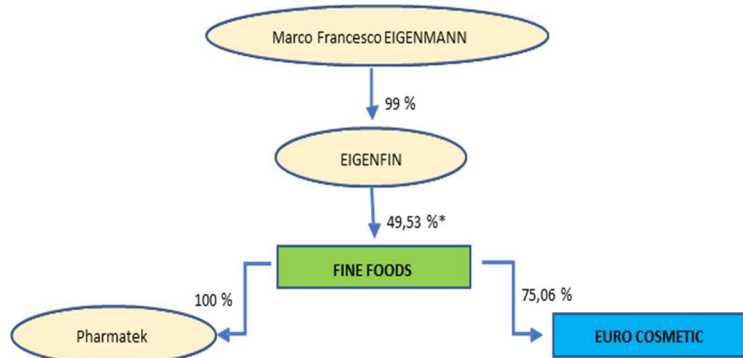 Marco Francesco EIGENMANN
99 %
EIGENFIN
49,53 %*
FINE FOODS
100 %
75,06 %
Pharmatek
EURO COSMETIC